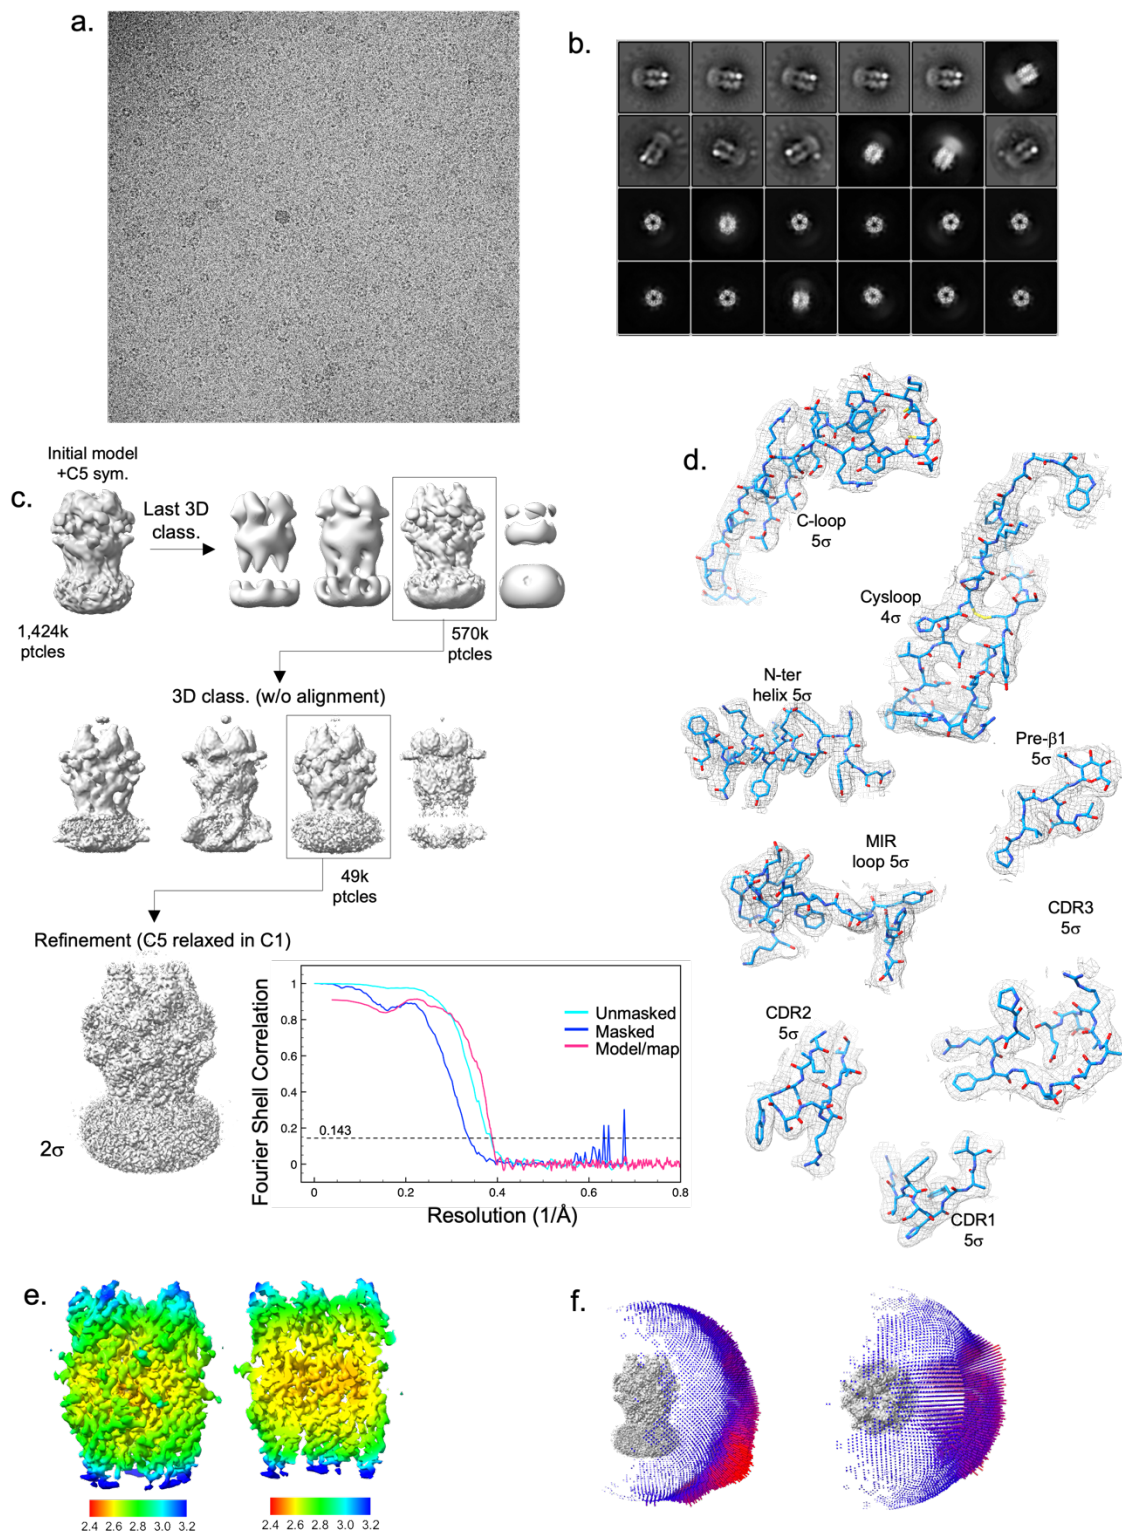 a.
b.
c.
Initial model
+C5 sym.
Last 3D
class.
1,424k
ptcles
570k
ptcles
3D class. (w/o alignment)
49k
ptcles
Refinement (C5 relaxed in C1)
2σ
Fourier Shell Correlation
1
0.8
0.6
0.4
0.2
0
0.143
Unmasked
Masked
Model/map
0
0.2
0.4
0.6
0.8
Resolution (1/Å)
d.
C-loop
5σ
Cysloop
4σ
N-ter
helix 5σ
Pre-β1
5σ
MIR
loop 5σ
CDR3
5σ
CDR2
5σ
CDR1
5σ
e.
2.4 2.6 2.8 3.0 3.2
2.4 2.6 2.8 3.0 3.2
f.